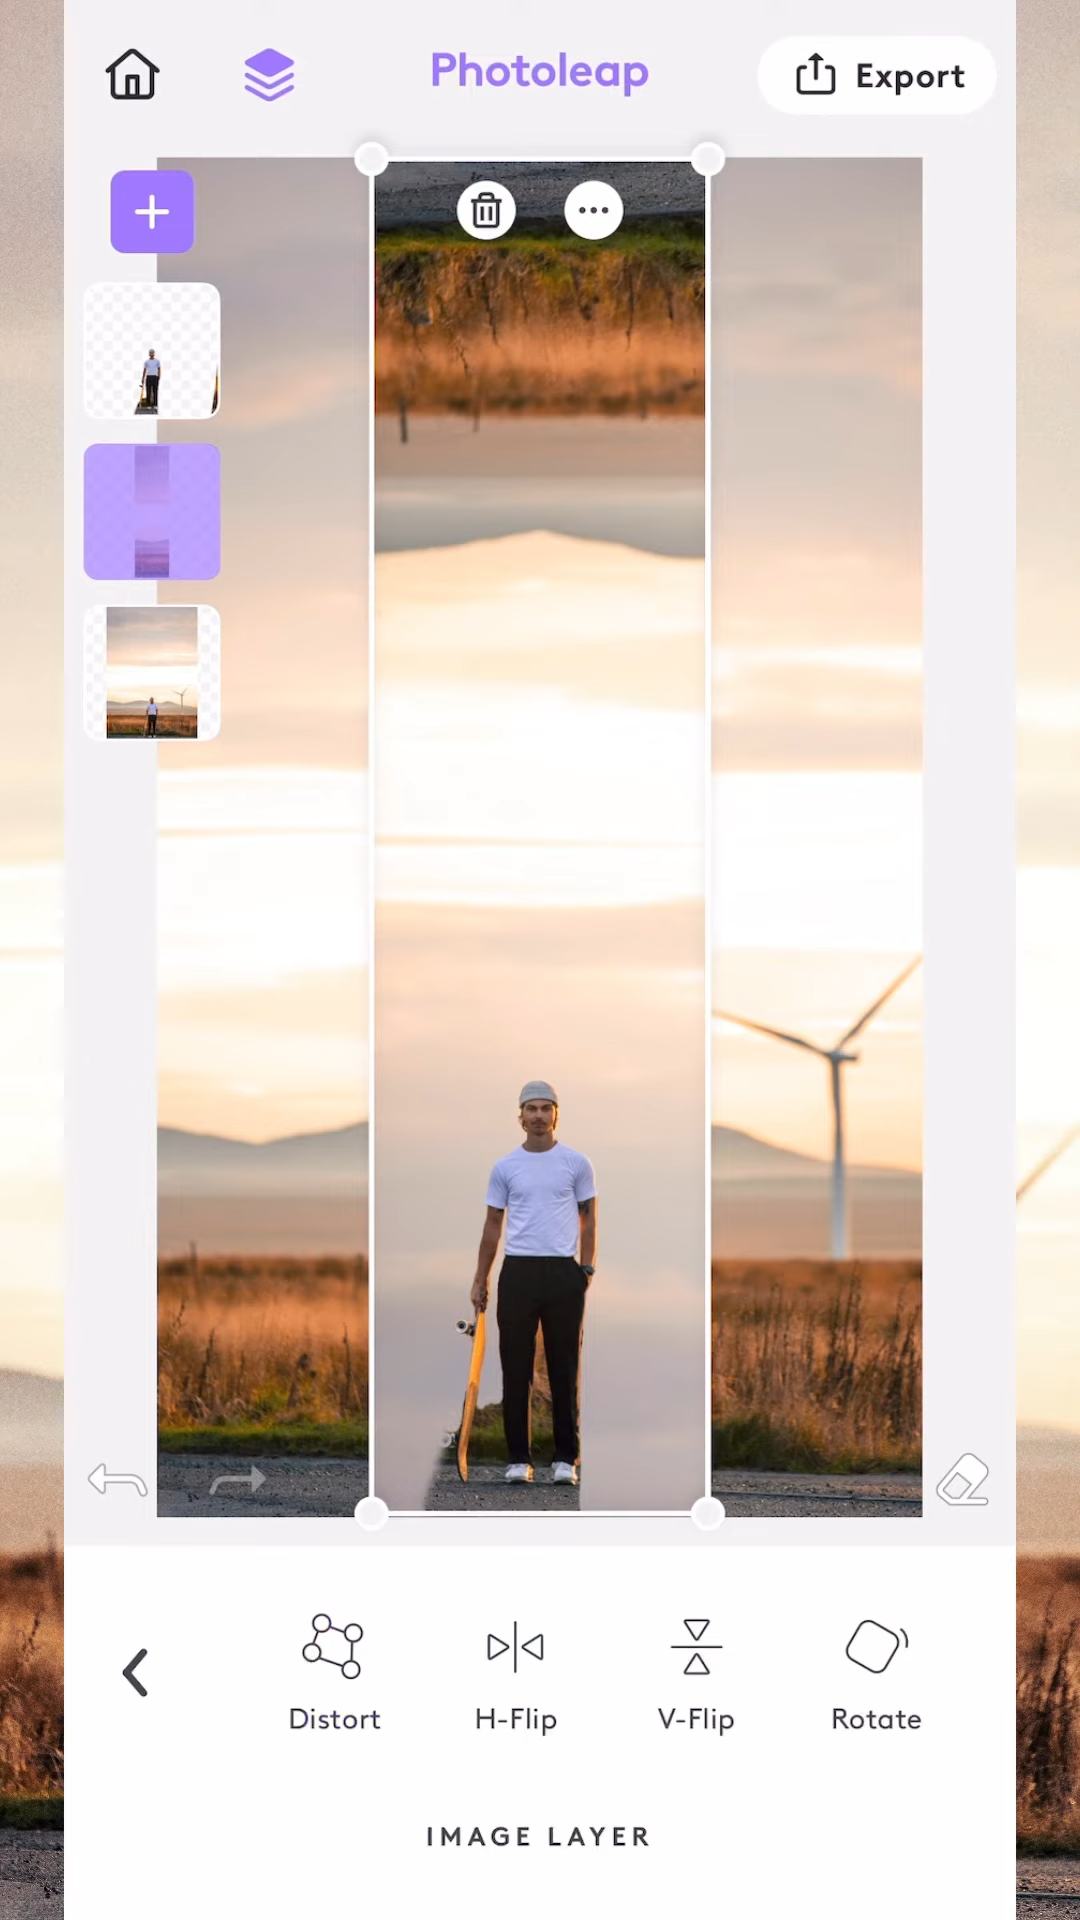 Photoleap
Export
Distort
H-Flip
V-Flip
Rotate
IMAGE LAYER